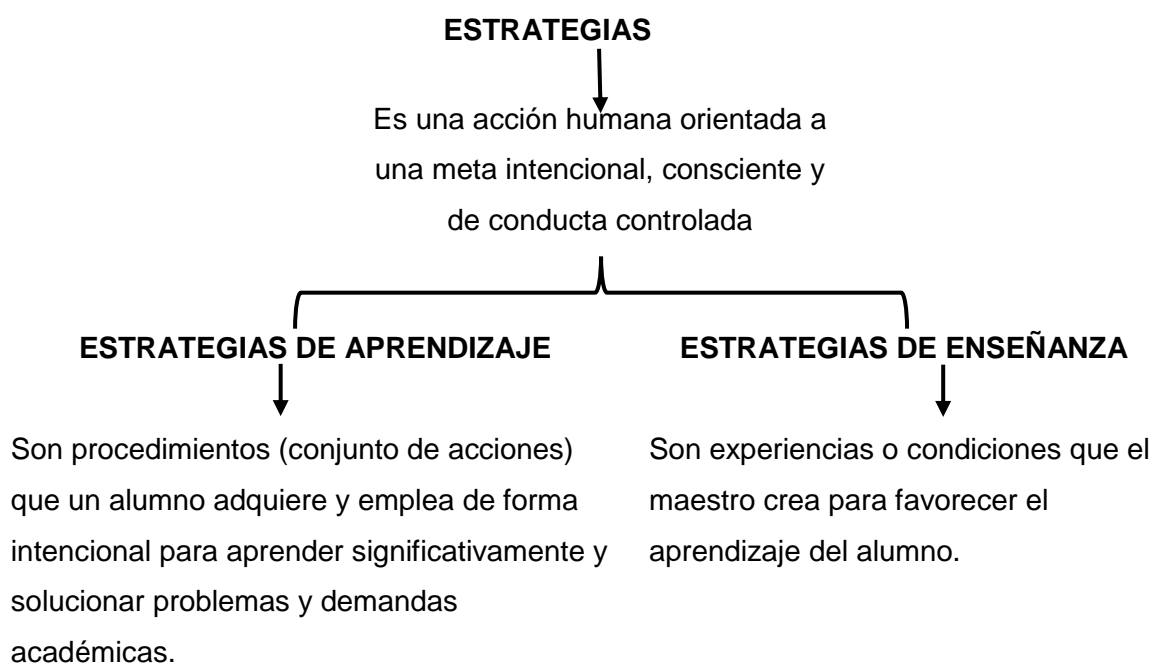 ESTRATEGIAS
Es una acción humana orientada a
una meta intencional, consciente y
de conducta controlada
ESTRATEGIAS DE APRENDIZAJE
Son procedimientos (conjunto de acciones)
que un alumno adquiere y emplea de forma
intencional para aprender significativamente y
solucionar problemas y demandas
académicas.
ESTRATEGIAS DE ENSEÑANZA
Son experiencias o condiciones que el
maestro crea para favorecer el
aprendizaje del alumno.